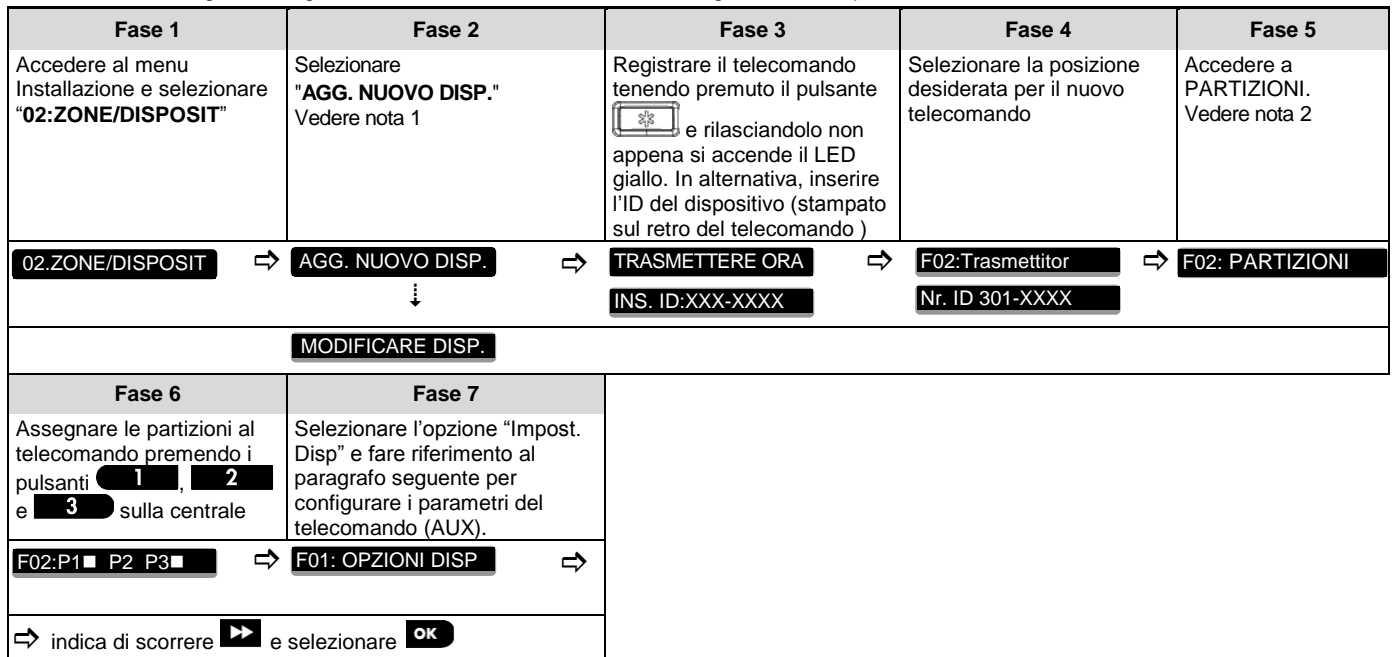 Fase 1
Fase 2
Fase 3
Fase 4
Fase 5
Accedere al menu
Installazione e selezionare
“02:ZONE/DISPOSIT”
Selezionare
"AGG. NUOVO DISP."
Vedere nota 1
Registrare il telecomando
tenendo premuto il pulsante
* e rilasciandolo non
appena si accende il LED
giallo. In alternativa, inserire
l’ID del dispositivo (stampato
sul retro del telecomando )
Selezionare la posizione
desiderata per il nuovo
telecomando
Accedere a
PARTIZIONI.
Vedere nota 2
02.ZONE/DISPOSIT ⇨ AGG. NUOVO DISP. ⇨ TRASMETTERE ORA ⇨ F02:Trasmettitor ⇨ F02: PARTIZIONI
INS. ID:XXX-XXXX
Nr. ID 301-XXXX
MODIFICARE DISP.
Fase 6
Fase 7
Assegnare le partizioni al
telecomando premendo i
pulsanti 1, 2
e 3 sulla centrale
Selezionare l’opzione “Impost.
Disp” e fare riferimento al
paragrafo seguente per
configurare i parametri del
telecomando (AUX).
F02:P1■ P2 P3■ ⇨ F01: OPZIONI DISP ⇨
⇨ indica di scorrere e selezionare OK